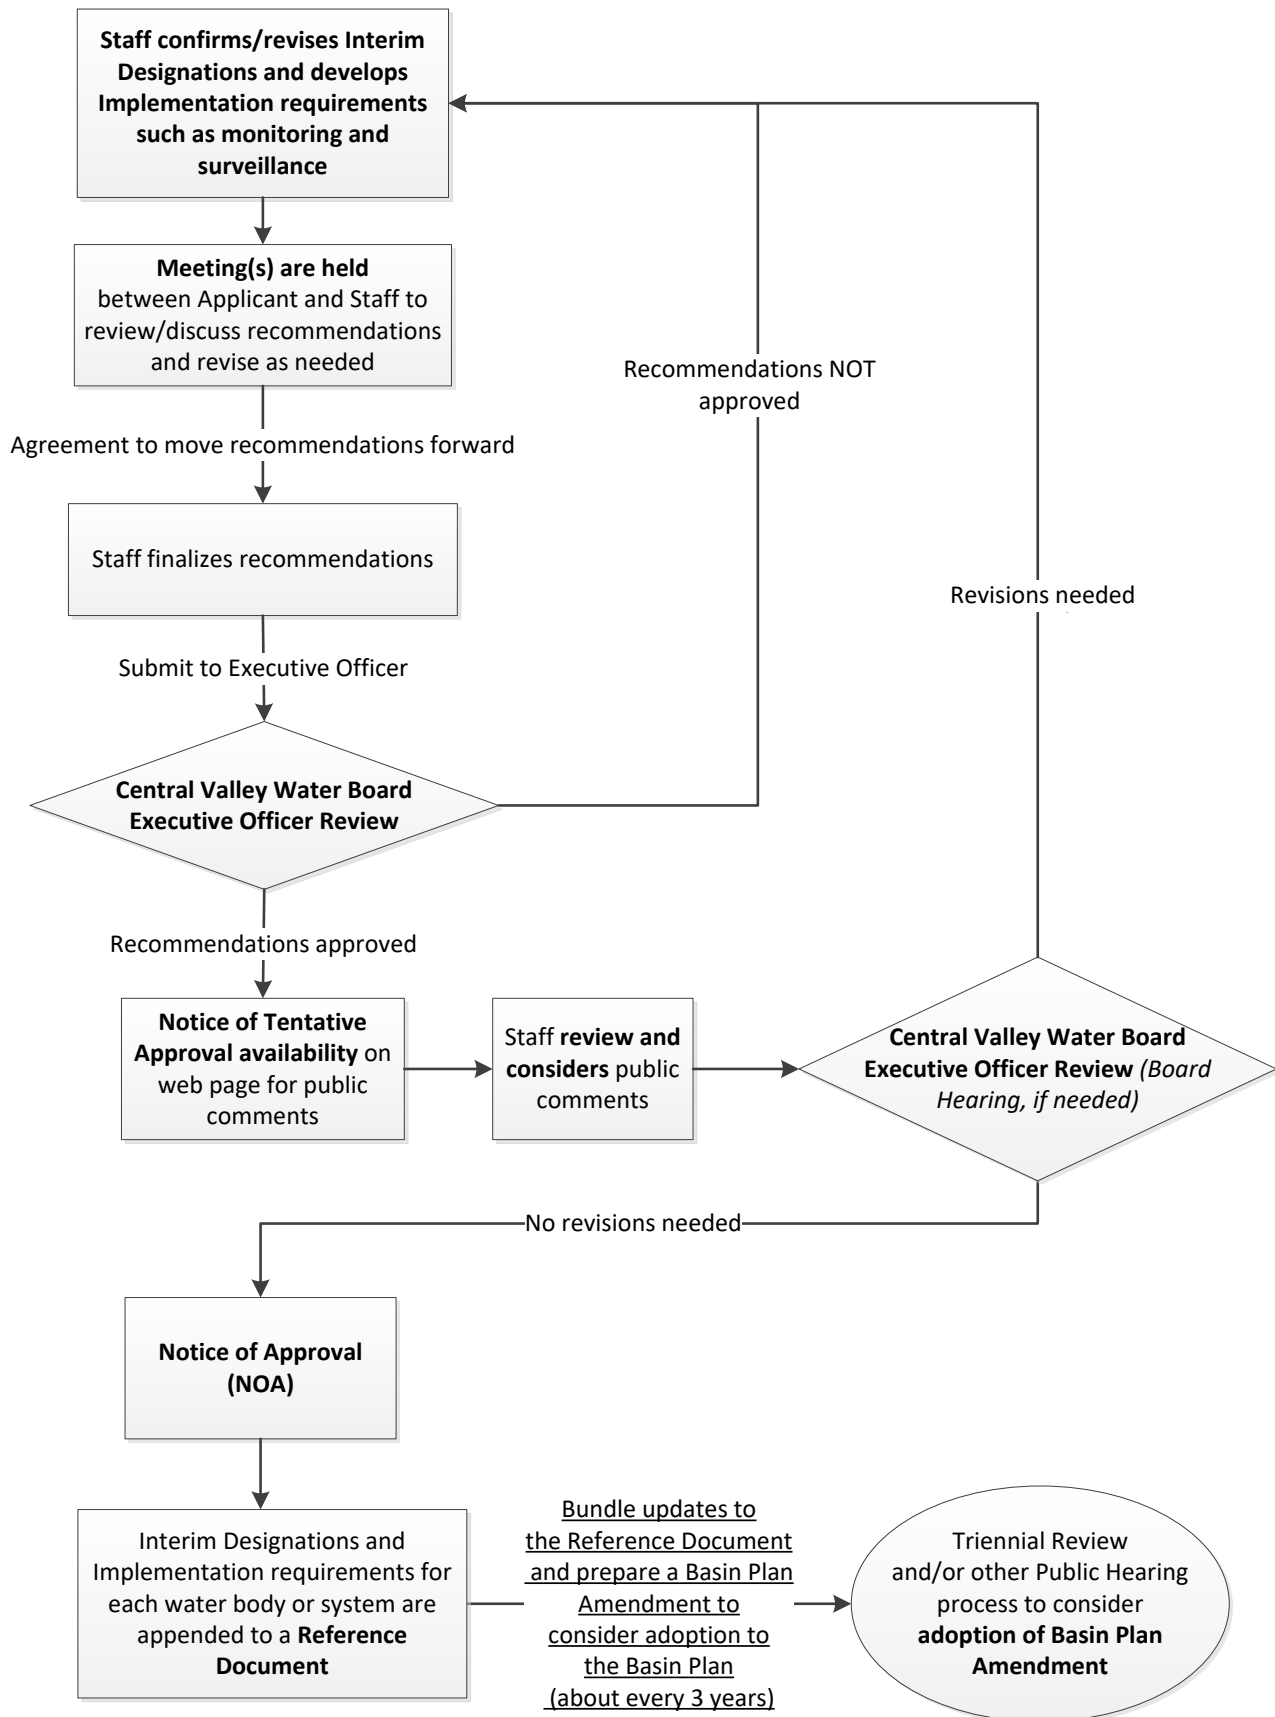 Staff confirms/revises Interim
Designations and develops
Implementation requirements
such as monitoring and
surveillance
Meeting(s) are held
between Applicant and Staff to
review/discuss recommendations
and revise as needed
Recommendations NOT
approved
Agreement to move recommendations forward
Staff finalizes recommendations
Revisions needed
Submit to Executive Officer
Central Valley Water Board
Executive Officer Review
Recommendations approved
Notice of Tentative
Approval availability on
web page for public
comments
Staff review and
considers public
comments
Central Valley Water Board
Executive Officer Review (Board
Hearing, if needed)
No revisions needed
Notice of Approval
(NOA)
Interim Designations and
Implementation requirements for
each water body or system are
appended to a Reference
Document
Bundle updates to
the Reference Document
and prepare a Basin Plan
Amendment to
consider adoption to
the Basin Plan
(about every 3 years)
Triennial Review
and/or other Public Hearing
process to consider
adoption of Basin Plan
Amendment